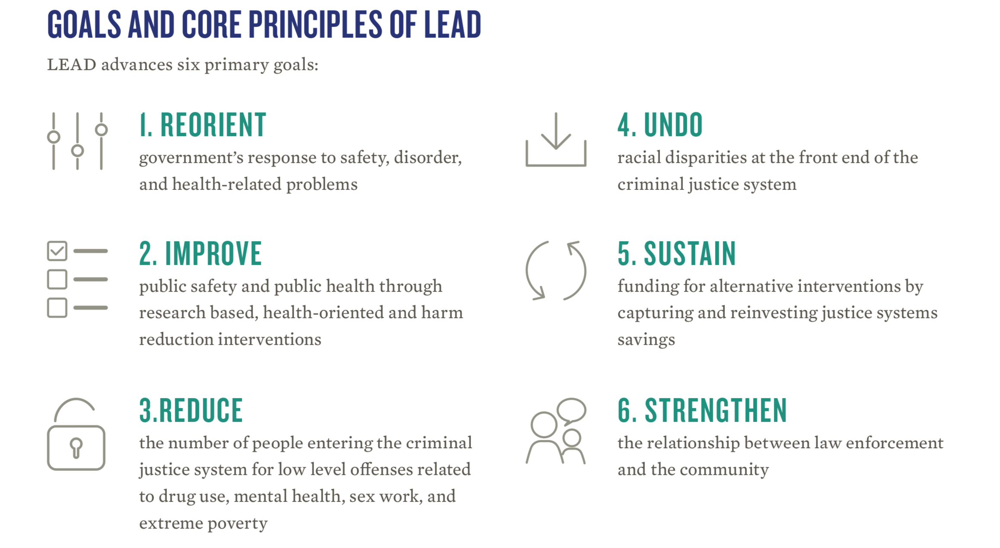 GOALS AND CORE PRINCIPLES OF LEAD
LEAD advances six primary goals:
1. REORIENT
government’s response to safety, disorder,
and health-related problems
2. IMPROVE
public safety and public health through
research based, health-oriented and harm
reduction interventions
3.REDUCE
the number of people entering the criminal
justice system for low level offenses related
to drug use, mental health, sex work, and
extreme poverty
4. UNDO
racial disparities at the front end of the
criminal justice system
5. SUSTAIN
funding for alternative interventions by
capturing and reinvesting justice systems
savings
6. STRENGTHEN
the relationship between law enforcement
and the community